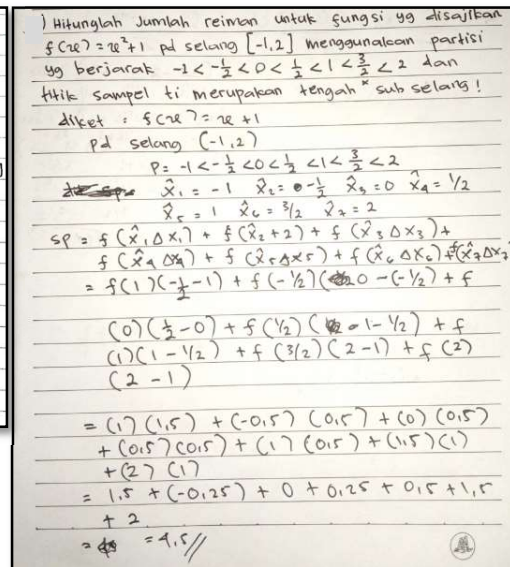 ) Hitunglah Jumlah reiman untuk fungsi yg disajikan
f(x) = x²+1 pd selang [-1,2] menggunakan partisi
yg berjarak -1 < -1/2 < 0 < 1/2 < 1 < 3/2 < 2 dan
titik sampel ti merupakan tengah" sub selang!
diket : f(x) = x +1
pd selang (-1,2)
P = -1 < -1/2 < 0 < 1/2 < 1 < 3/2 < 2
x̂₁ = -1 x̂₂ = -1/2 x̂₃ = 0 x̂₄ = 1/2
x̂₅ = 1 x̂₆ = 3/2 x̂₇ = 2
SP = f(x̂₁ Δx₁) + f(x̂₂ +2) + f(x̂₃ Δx₃) +
f(x̂₄ Δx₄) + f(x̂₅ Δx5) + f(x̂₆ Δx₆) + f(x̂₇ Δx₇
= f(1)(-1/2 -1) + f(-1/2)(0 -(-1/2) + f
(0)(1/2 -0) + f(1/2)(-1 -1/2) + f
(1)(1 - 1/2) + f(3/2)(2 -1) + f(2)
(2 -1)
= (1)(1,5) + (-0,5)(0,5) + (0)(0,5)
+ (0,5)(0,5) + (1)(0,5) + (1,5)(1)
+ (2)(1)
= 1,5 + (-0,25) + 0 + 0,25 + 0,5 + 1,5
+ 2
= = 4,5//